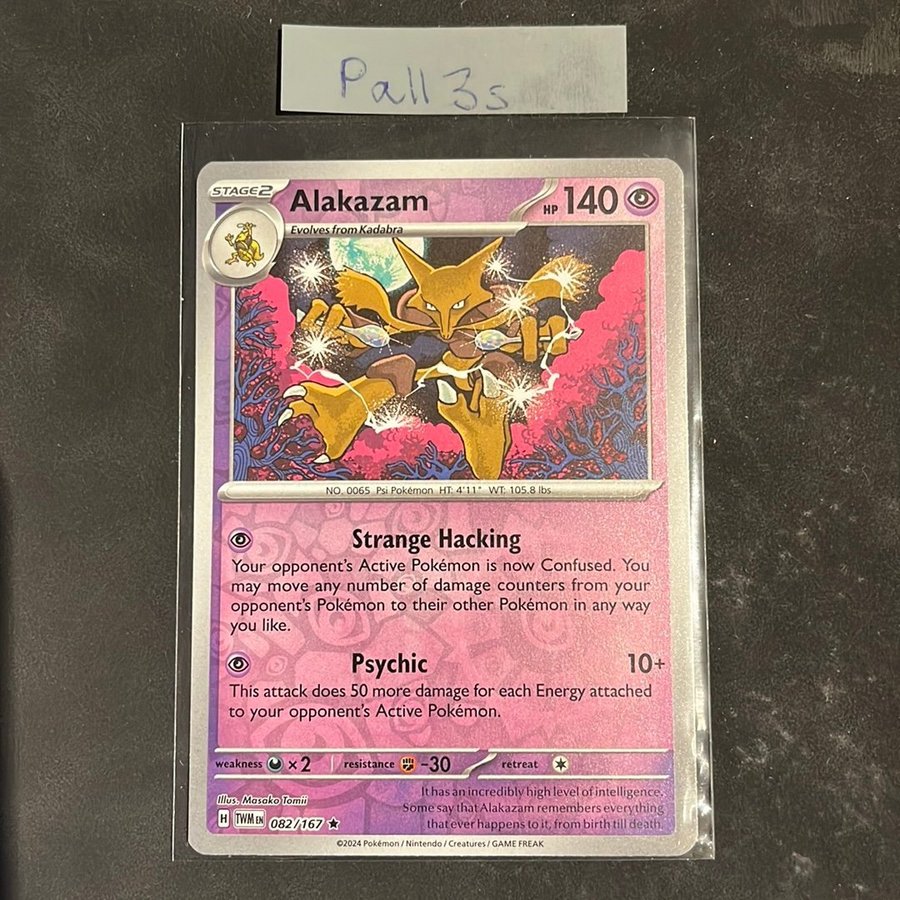 Pall3s
STAGE2
Alakazam
HP 140
Evolves from Kadabra
NO. 0065 Psi Pokémon HT: 4'11" WT: 105.8 lbs
Strange Hacking
Your opponent's Active Pokémon is now Confused. You
may move any number of damage counters from your
opponent's Pokémon to their other Pokémon in any way
you like.
Psychic 10+
This attack does 50 more damage for each Energy attached
to your opponent's Active Pokémon.
weakness ×2 resistance -30 retreat
Illus. Masako Tomii
It has an incredibly high level of intelligence.
Some say that Alakazam remembers everything
that ever happens to it, from birth till death.
H TWM EN 082/167 ★
©2024 Pokémon / Nintendo / Creatures / GAME FREAK